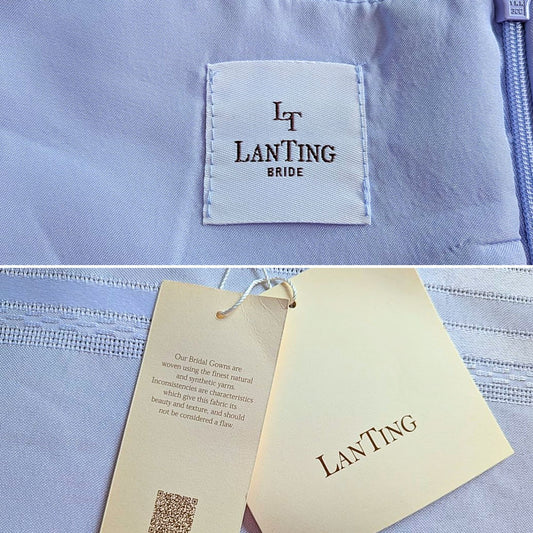 LT
LANTING
BRIDE
Our Bridal Gowns are
woven using the finest natural
and synthetic yarns.
Inconsistencies are characteristics
which give this fabric its
beauty and texture, and should
not be considered a flaw.
LANTING